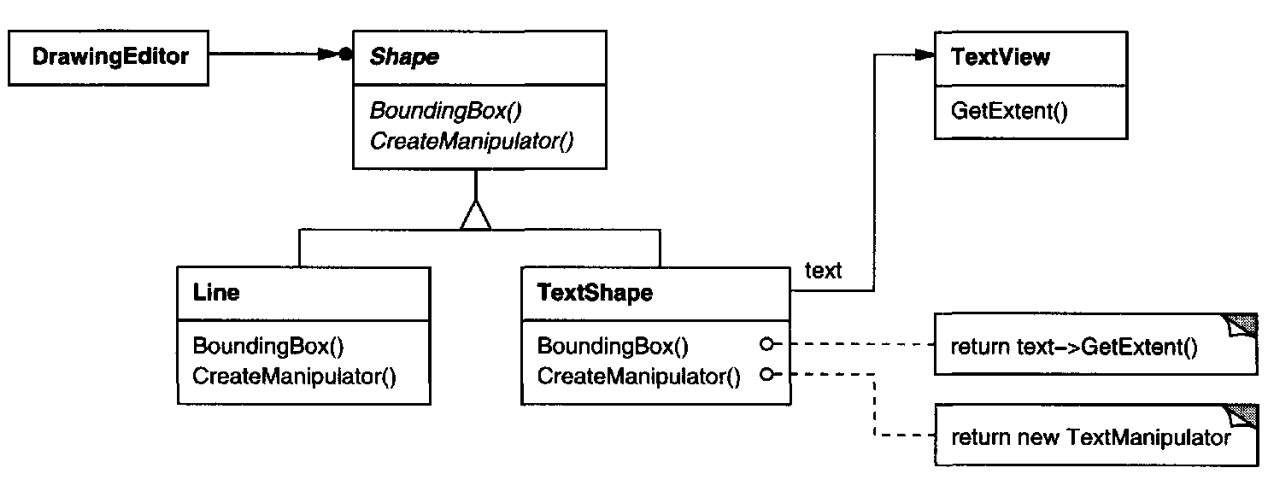 DrawingEditor
Shape
BoundingBox()
CreateManipulator()
TextView
GetExtent()
Line
BoundingBox()
CreateManipulator()
TextShape
BoundingBox()
CreateManipulator()
text
return text–>GetExtent()
return new TextManipulator